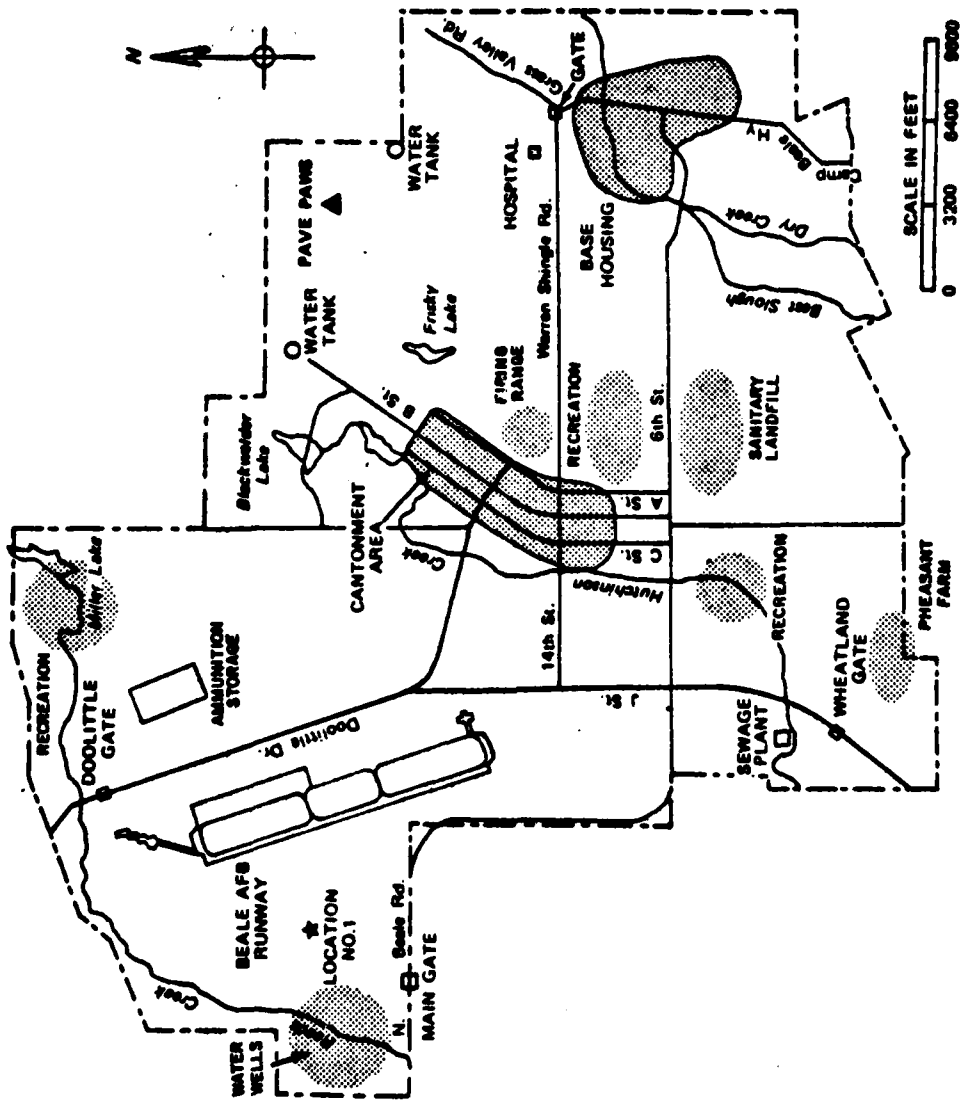 N
RECREATION
Miller Lake
DOOLITTLE
GATE
AMMUNITION
STORAGE
Doolittle Dr.
BEALE AFB
RUNWAY
LOCATION
NO.1
Creek
WATER
WELLS
N. Beale Rd.
MAIN GATE
Blackwelder
Lake
CANTONMENT
AREA
Creek
Hutchinson
B St.
WATER
TANK
PAVE PAWS
Frisky
Lake
WATER
TANK
FIRING
RANGE
HOSPITAL
Warren Shingle Rd.
Grass Valley Rd.
GATE
14th St.
J St.
C St.
A St.
6th St.
RECREATION
BASE
HOUSING
SANITARY
LANDFILL
Best Slough
Dry Creek
Camp Beale Hy
RECREATION
SEWAGE
PLANT
WHEATLAND
GATE
PHEASANT
FARM
SCALE IN FEET
0 3200 6400 9600